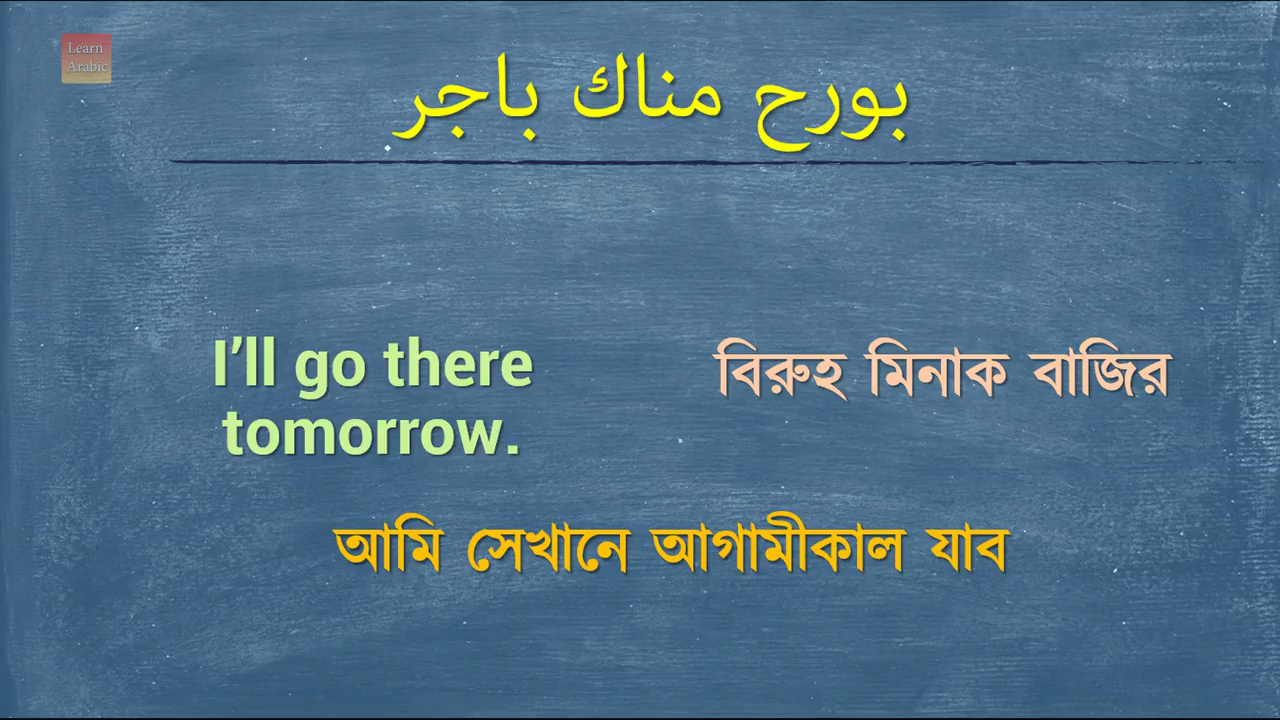 Learn
Arabic
بورح مناك باجر
I'll go there
tomorrow.
বিরুহ মিনাক বাজির
আমি সেখানে আগামীকাল যাব